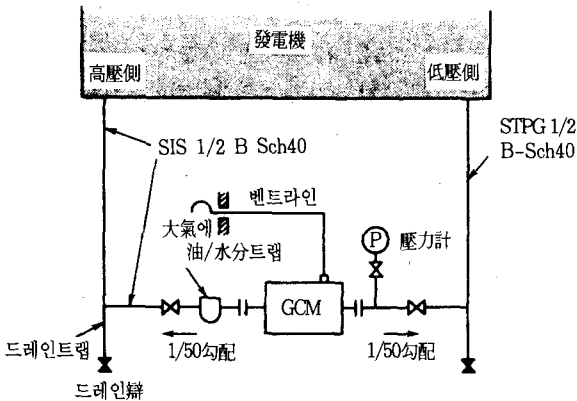 發電機
高壓側
低壓側
STPG 1/2
B-Sch40
SIS 1/2 B Sch40
벤트라인
大氣에
油/水分트랩
P
壓力計
GCM
1/50勾配
1/50勾配
드레인트랩
드레인辯